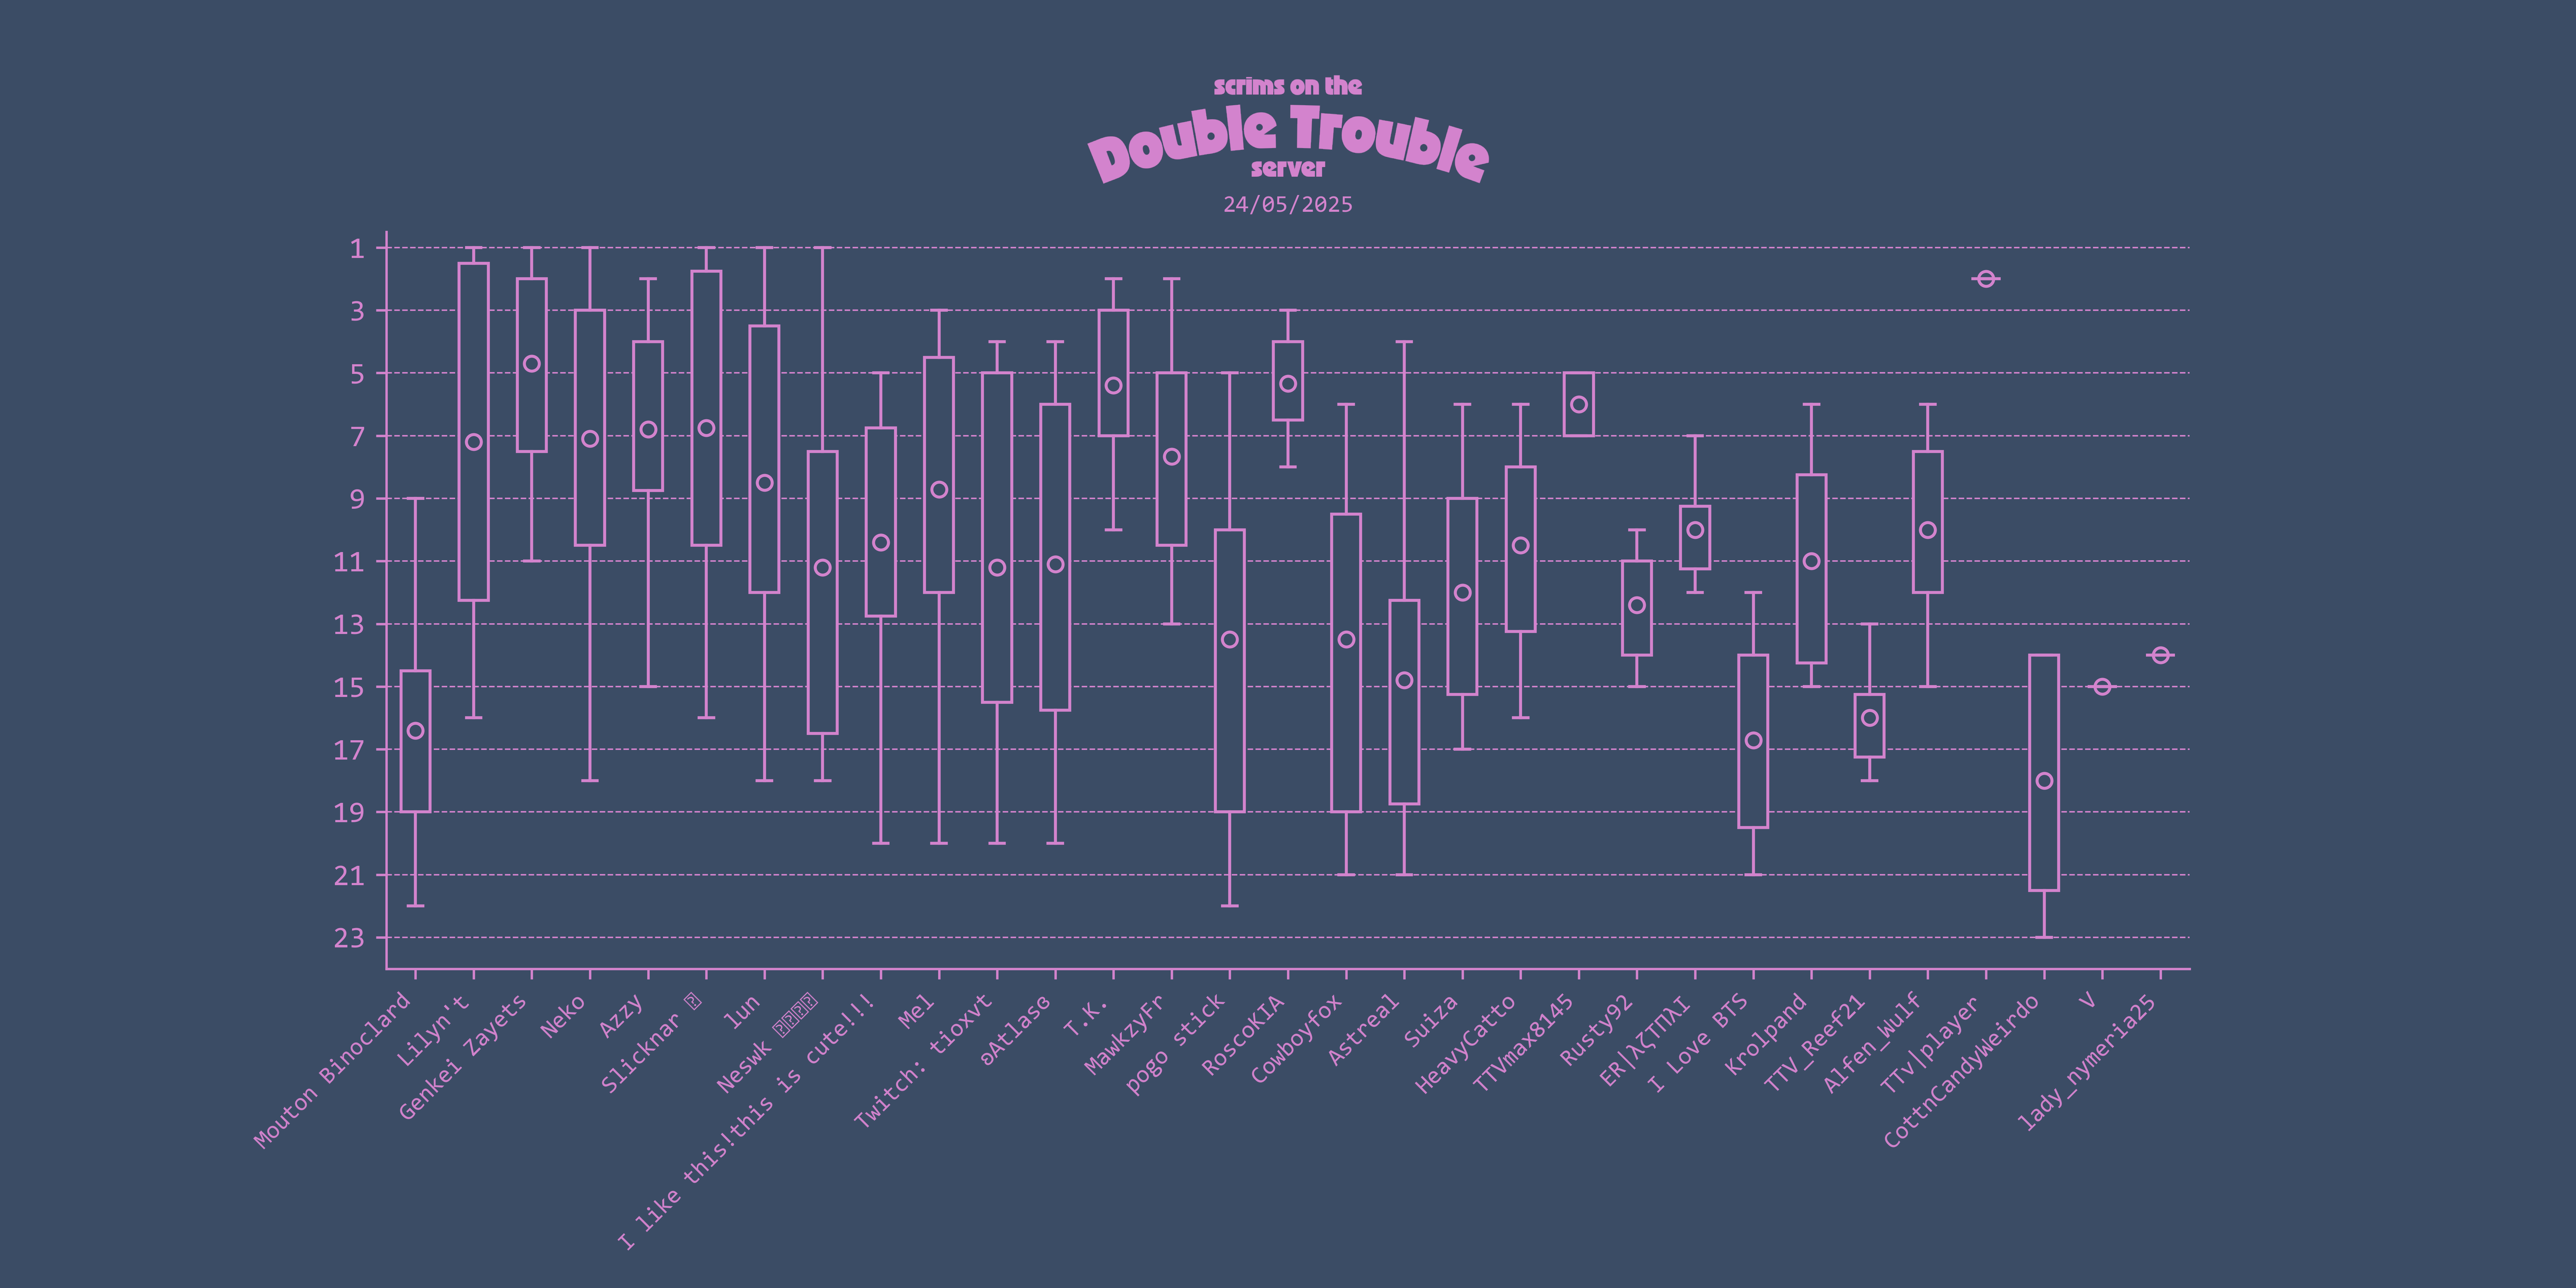 scrims on the
Double Trouble
server
24/05/2025
1
3
5
7
9
11
13
15
17
19
21
23
Mouton Binoclard
Lilyn't
Genkei Zayets
Neko
Azzy
Slicknar
lun
Neswk
I like this!this is cute!!!
Mel
Twitch: tioxvt
ʚAtlasɞ
T.K.
MawkzyFr
pogo stick
RoscoKIA
Cowboyfox
Astreal
Suiza
HeavyCatto
TTVmax8145
Rusty92
ER|λζTΠλI
I Love BTS
Krolpand
TTV_Reef21
Alfen_Wulf
TTv|player
CottnCandyWeirdo
V
lady_nymeria25